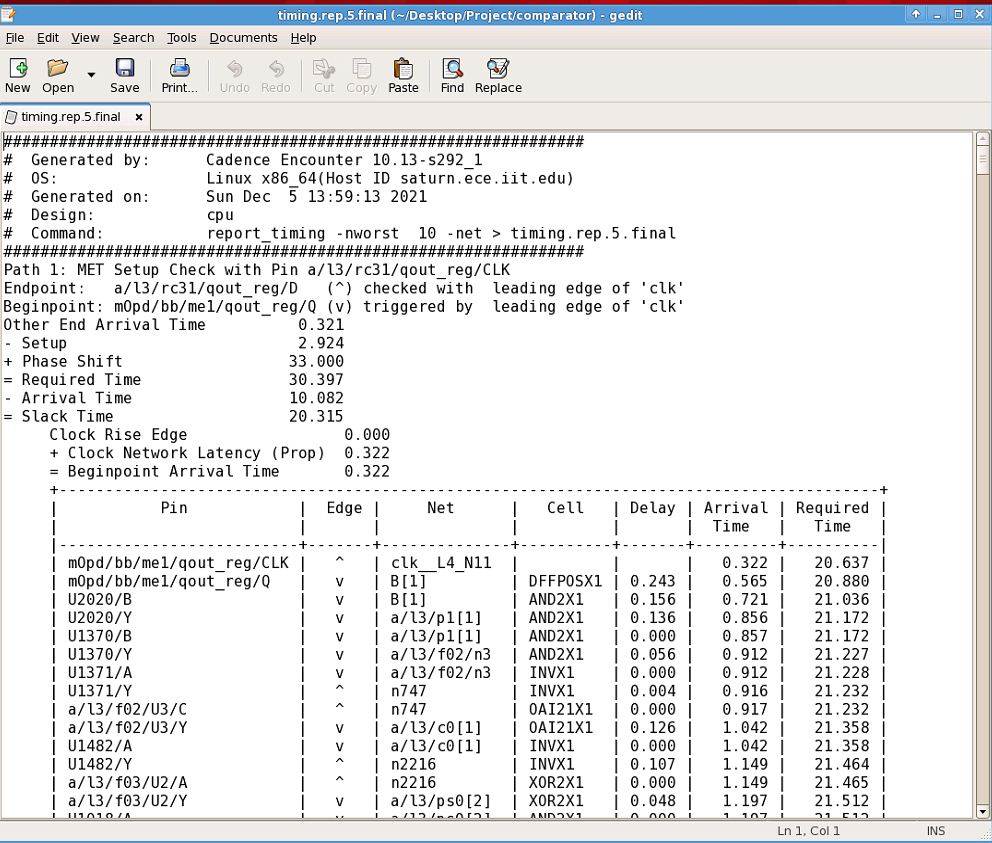 timing.rep.5.final (~/Desktop/Project/comparator) - gedit
File Edit View Search Tools Documents Help
New Open Save Print... Undo Redo Cut Copy Paste Find Replace
timing.rep.5.final
###############################################################
#  Generated by:      Cadence Encounter 10.13-s292_1
#  OS:                Linux x86_64(Host ID saturn.ece.iit.edu)
#  Generated on:      Sun Dec  5 13:59:13 2021
#  Design:            cpu
#  Command:           report_timing -nworst  10 -net > timing.rep.5.final
###############################################################
Path 1: MET Setup Check with Pin a/l3/rc31/qout_reg/CLK
Endpoint:   a/l3/rc31/qout_reg/D   (^) checked with  leading edge of 'clk'
Beginpoint: mOpd/bb/me1/qout_reg/Q (v) triggered by  leading edge of 'clk'
Other End Arrival Time          0.321
- Setup                         2.924
+ Phase Shift                  33.000
= Required Time                30.397
- Arrival Time                 10.082
= Slack Time                   20.315
     Clock Rise Edge                 0.000
     + Clock Network Latency (Prop)  0.322
     = Beginpoint Arrival Time       0.322
     +-----------------------------------------------------------------------------------------+
     |           Pin            |  Edge |     Net      |   Cell   | Delay | Arrival | Required |
     |                          |       |              |          |       |  Time   |   Time   |
     |--------------------------+-------+--------------+----------+-------+---------+----------|
     | mOpd/bb/me1/qout_reg/CLK |   ^   | clk__L4_N11  |          |       |   0.322 |   20.637 |
     | mOpd/bb/me1/qout_reg/Q   |   v   | B[1]         | DFFPOSX1 | 0.243 |   0.565 |   20.880 |
     | U2020/B                  |   v   | B[1]         | AND2X1   | 0.156 |   0.721 |   21.036 |
     | U2020/Y                  |   v   | a/l3/p1[1]   | AND2X1   | 0.136 |   0.856 |   21.172 |
     | U1370/B                  |   v   | a/l3/p1[1]   | AND2X1   | 0.000 |   0.857 |   21.172 |
     | U1370/Y                  |   v   | a/l3/f02/n3  | AND2X1   | 0.056 |   0.912 |   21.227 |
     | U1371/A                  |   v   | a/l3/f02/n3  | INVX1    | 0.000 |   0.912 |   21.228 |
     | U1371/Y                  |   ^   | n747         | INVX1    | 0.004 |   0.916 |   21.232 |
     | a/l3/f02/U3/C            |   ^   | n747         | OAI21X1  | 0.000 |   0.917 |   21.232 |
     | a/l3/f02/U3/Y            |   v   | a/l3/c0[1]   | OAI21X1  | 0.126 |   1.042 |   21.358 |
     | U1482/A                  |   v   | a/l3/c0[1]   | INVX1    | 0.000 |   1.042 |   21.358 |
     | U1482/Y                  |   ^   | n2216        | INVX1    | 0.107 |   1.149 |   21.464 |
     | a/l3/f03/U2/A            |   ^   | n2216        | XOR2X1   | 0.000 |   1.149 |   21.465 |
     | a/l3/f03/U2/Y            |   v   | a/l3/ps0[2]  | XOR2X1   | 0.048 |   1.197 |   21.512 |
Ln 1, Col 1 INS